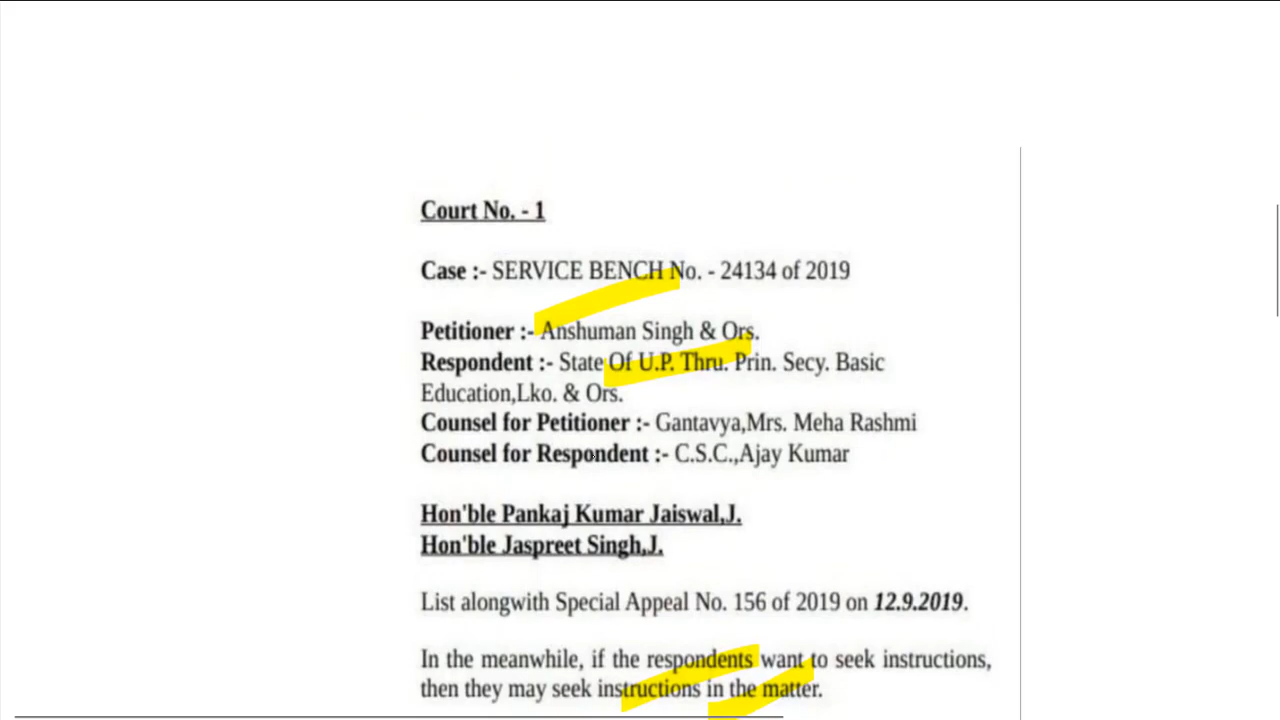 Court No. - 1
Case :- SERVICE BENCH No. - 24134 of 2019
Petitioner :- Anshuman Singh & Ors.
Respondent :- State Of U.P. Thru. Prin. Secy. Basic
Education,Lko. & Ors.
Counsel for Petitioner :- Gantavya,Mrs. Meha Rashmi
Counsel for Respondent :- C.S.C.,Ajay Kumar
Hon'ble Pankaj Kumar Jaiswal,J.
Hon'ble Jaspreet Singh,J.
List alongwith Special Appeal No. 156 of 2019 on 12.9.2019.
In the meanwhile, if the respondents want to seek instructions,
then they may seek instructions in the matter.